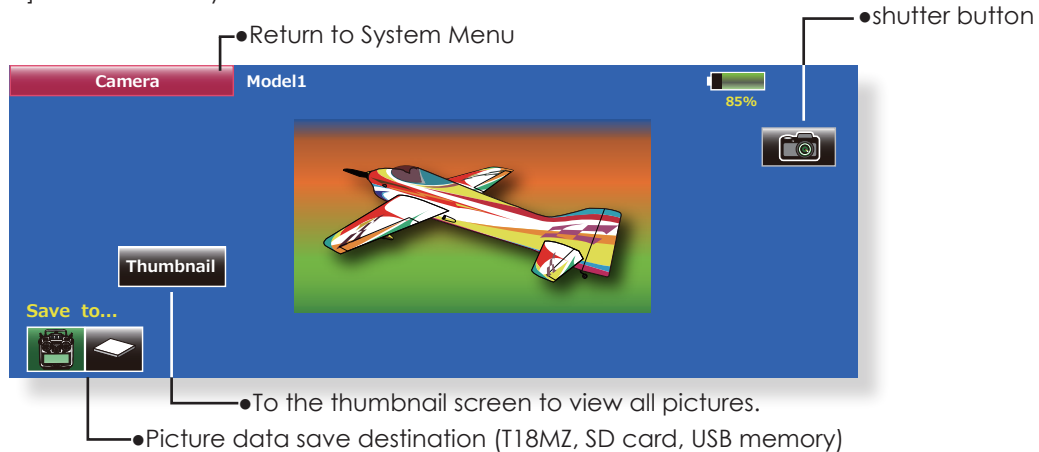 ●shutter button
●Return to System Menu
Camera
Model1
85%
Thumbnail
Save to...
●To the thumbnail screen to view all pictures.
●Picture data save destination (T18MZ, SD card, USB memory)